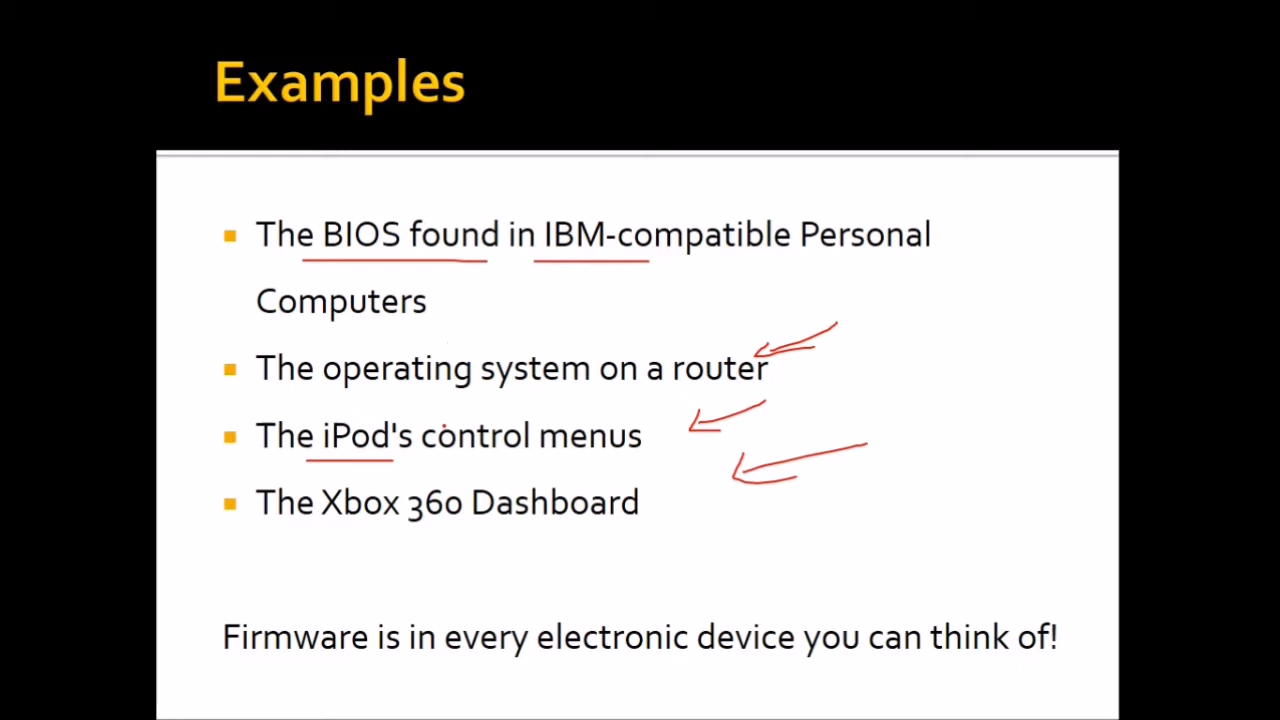 Examples
The BIOS found in IBM-compatible Personal
Computers
The operating system on a router
The iPod's control menus
The Xbox 360 Dashboard
Firmware is in every electronic device you can think of!